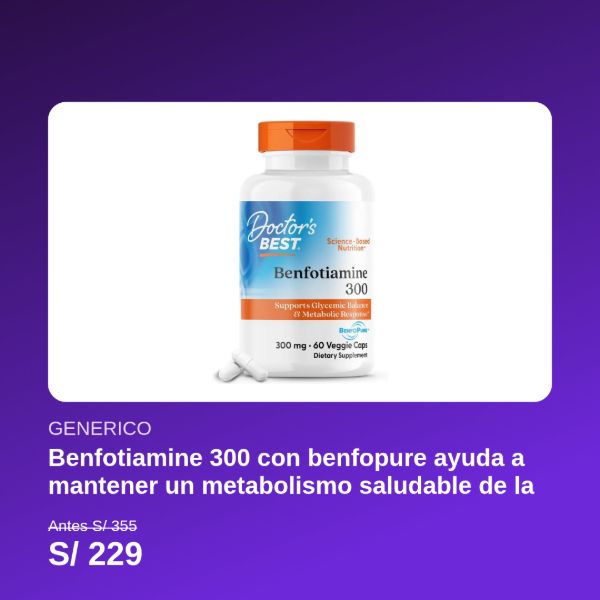 Doctor's
BEST
Science-Based
Nutrition
Benfotiamine
300
Supports Glycemic Balance
& Metabolic Response*
BenfoPure
300 mg • 60 Veggie Caps
Dietary Supplement
GENERICO
Benfotiamine 300 con benfopure ayuda a
mantener un metabolismo saludable de la
Antes S/ 355
S/ 229